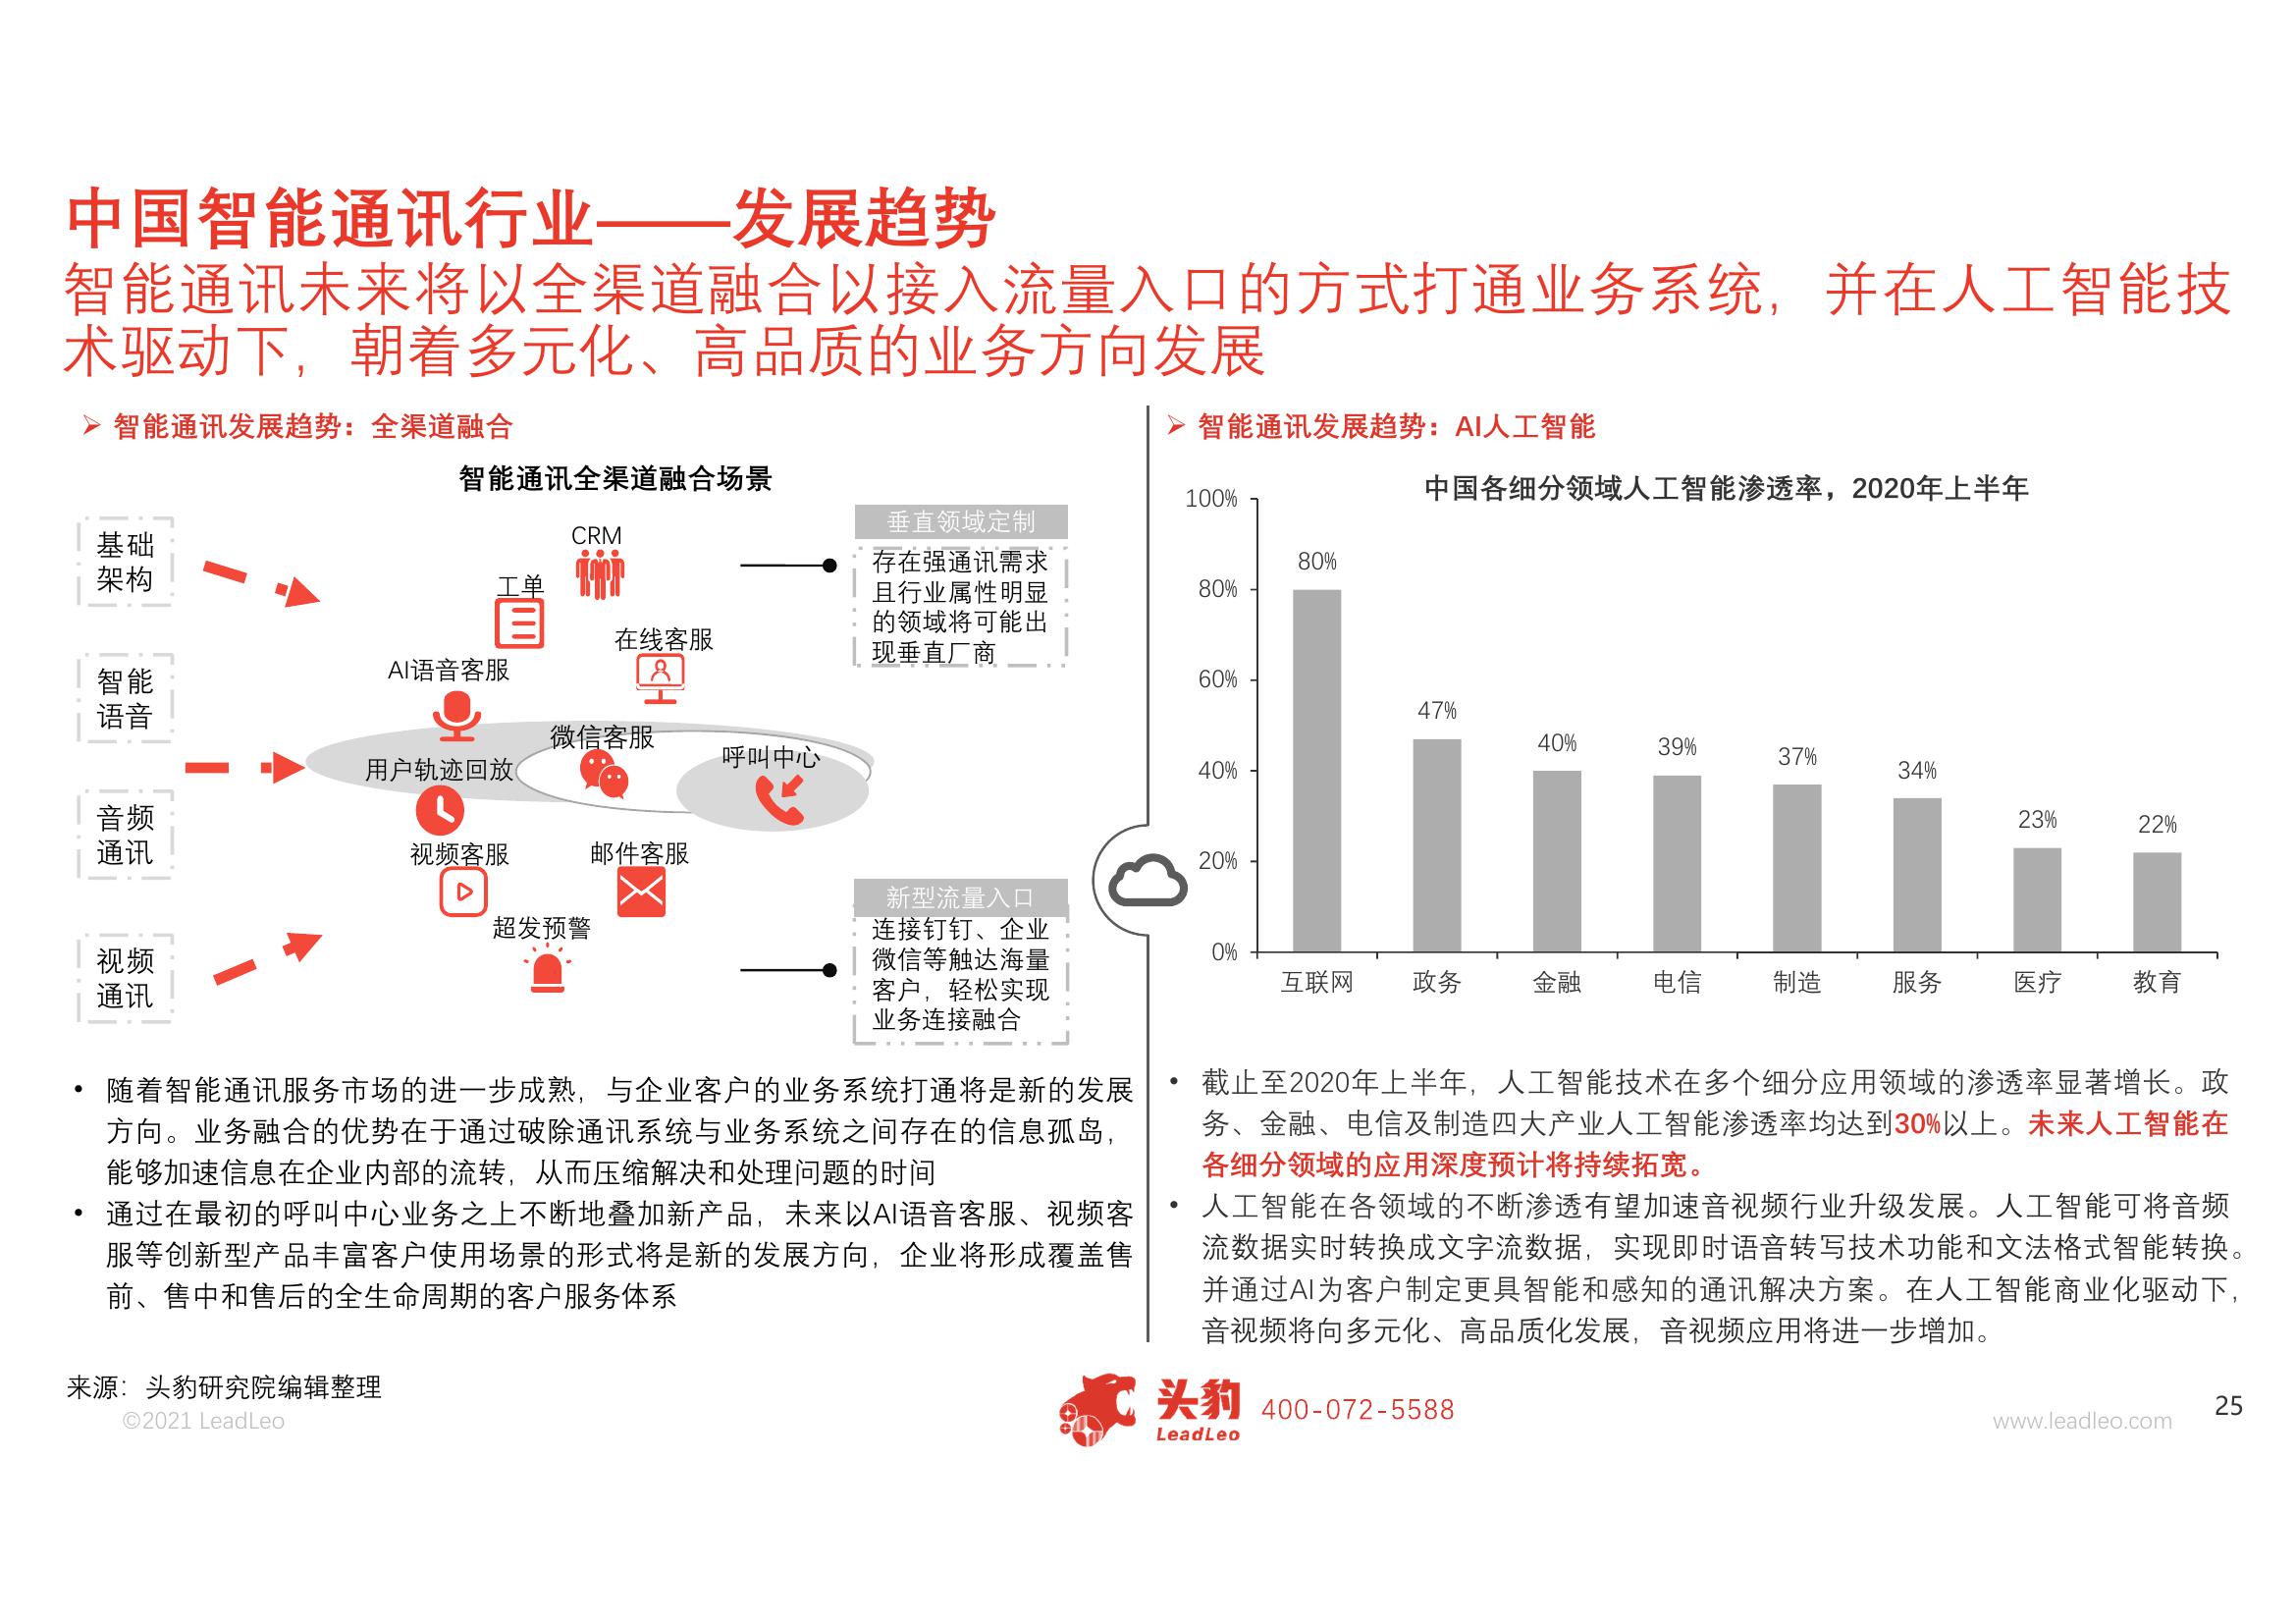 中国智能通讯行业——发展趋势
智能通讯未来将以全渠道融合以接入流量入口的方式打通业务系统，并在人工智能技
术驱动下，朝着多元化、高品质的业务方向发展
智能通讯发展趋势：全渠道融合
智能通讯全渠道融合场景
基础
架构
智能
语音
音频
通讯
视频
通讯
CRM
工单
在线客服
AI语音客服
微信客服
呼叫中心
用户轨迹回放
视频客服
邮件客服
超发预警
垂直领域定制
存在强通讯需求
且行业属性明显
的领域将可能出
现垂直厂商
新型流量入口
连接钉钉、企业
微信等触达海量
客户，轻松实现
业务连接融合
• 随着智能通讯服务市场的进一步成熟，与企业客户的业务系统打通将是新的发展
方向。业务融合的优势在于通过破除通讯系统与业务系统之间存在的信息孤岛，
能够加速信息在企业内部的流转，从而压缩解决和处理问题的时间
• 通过在最初的呼叫中心业务之上不断地叠加新产品，未来以AI语音客服、视频客
服等创新型产品丰富客户使用场景的形式将是新的发展方向，企业将形成覆盖售
前、售中和售后的全生命周期的客户服务体系
智能通讯发展趋势：AI人工智能
中国各细分领域人工智能渗透率，2020年上半年
100%
80%
60%
40%
20%
0%
80%
47%
40%
39%
37%
34%
23%
22%
互联网
政务
金融
电信
制造
服务
医疗
教育
• 截止至2020年上半年，人工智能技术在多个细分应用领域的渗透率显著增长。政
务、金融、电信及制造四大产业人工智能渗透率均达到30%以上。未来人工智能在
各细分领域的应用深度预计将持续拓宽。
• 人工智能在各领域的不断渗透有望加速音视频行业升级发展。人工智能可将音频
流数据实时转换成文字流数据，实现即时语音转写技术功能和文法格式智能转换。
并通过AI为客户制定更具智能和感知的通讯解决方案。在人工智能商业化驱动下，
音视频将向多元化、高品质化发展，音视频应用将进一步增加。
来源：头豹研究院编辑整理
©2021 LeadLeo
头豹
LeadLeo
400-072-5588
www.leadleo.com
25